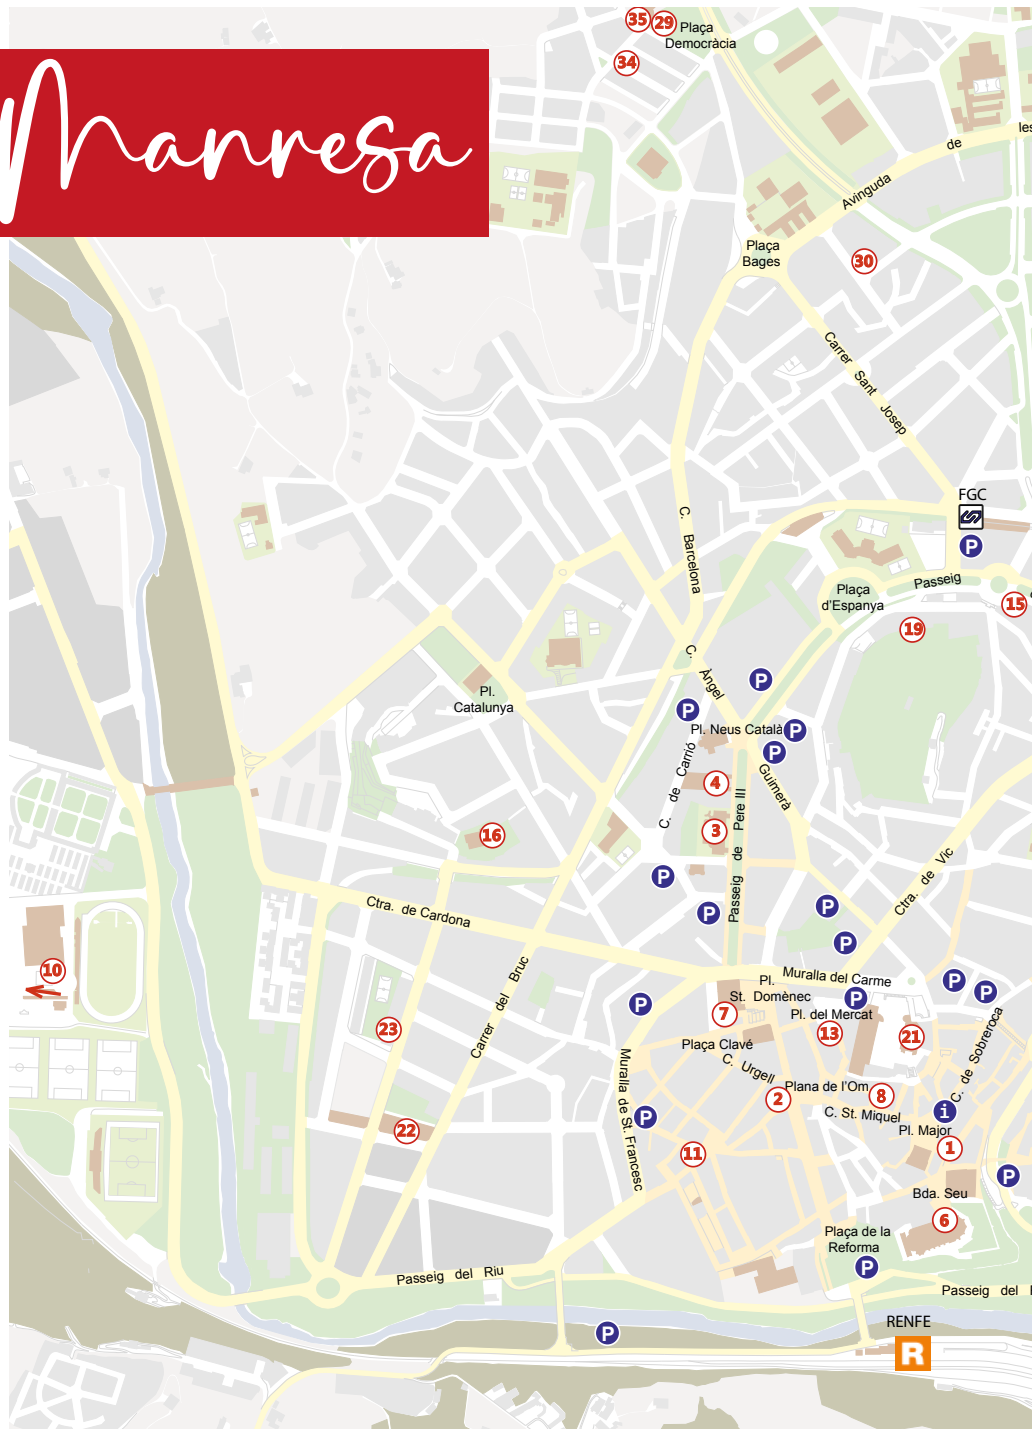 35
29
Plaça
Democràcia
34
Manresa
de
les
Avinguda
Plaça
Bages
30
Carrer Sant Josep
FGC
P
C. Barcelona
Passeig
Plaça
d'Espanya
15
19
C. Àngel
P
Pl.
Catalunya
P
Pl. Neus Català
P
P
C. de Carrió
4
Guimerà
3
16
Passeig de Pere III
Ctra. de Vic
P
P
P
P
Ctra. de Cardona
Carrer del Bruc
10
Muralla del Carme
Pl.
St. Domènec
P
P
P
P
Pl. del Mercat
7
13
21
23
Plaça Clavé
C. Urgell
C. de Sobreroca
Muralla de St. Francesc
Plana de l'Om
2
8
C. St. Miquel
i
P
Pl. Major
22
11
1
P
Bda. Seu
6
Plaça de la
Reforma
P
Passeig del Riu
Passeig del
RENFE
P
R